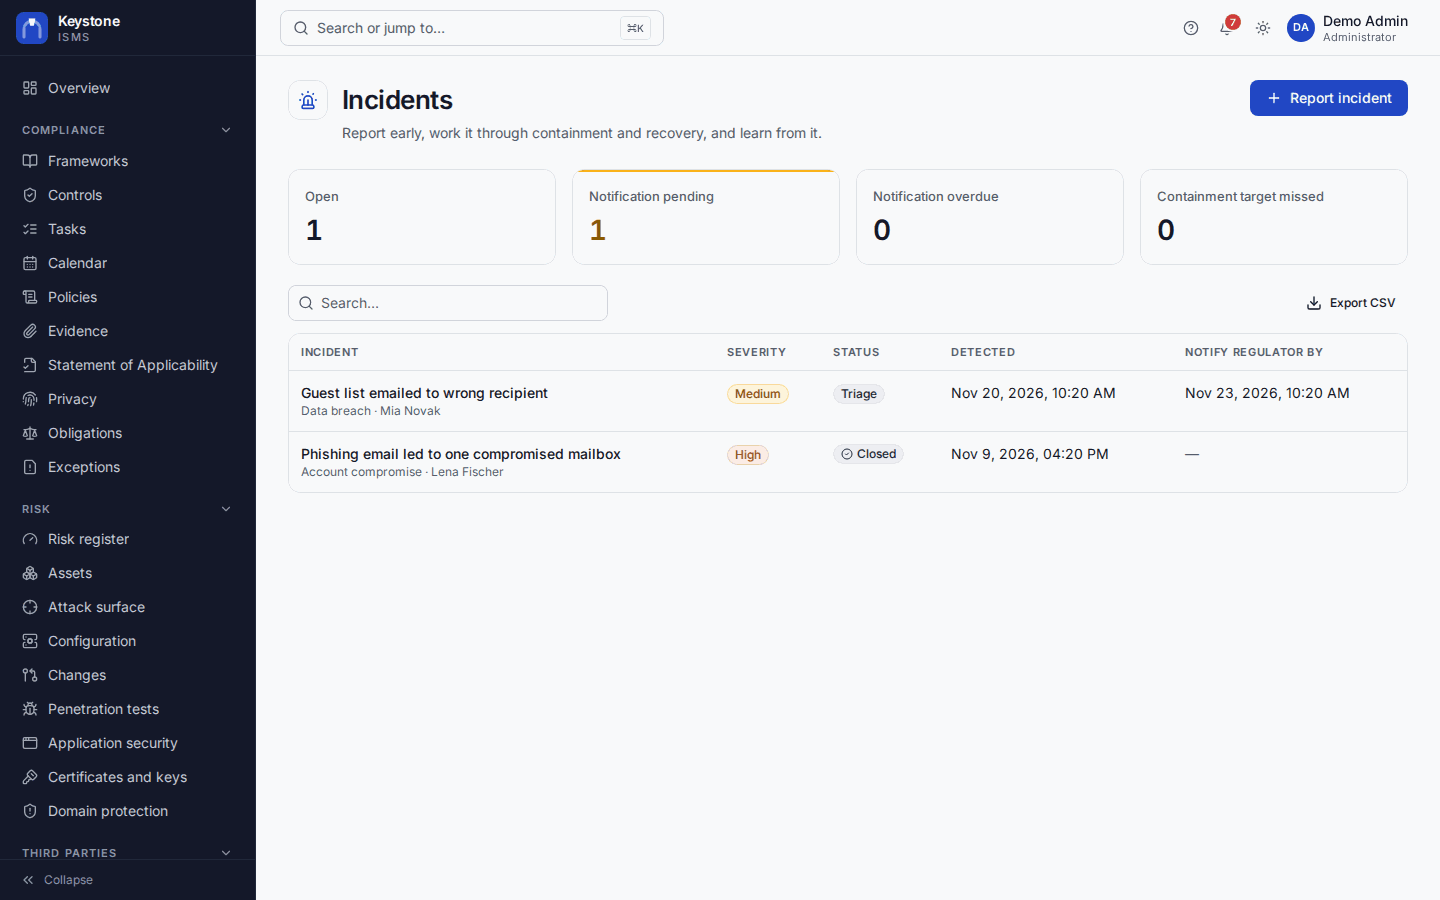 Keystone
ISMS
Search or jump to...
⌘K
7
DA
Demo Admin
Administrator
Overview
COMPLIANCE
Frameworks
Controls
Tasks
Calendar
Policies
Evidence
Statement of Applicability
Privacy
Obligations
Exceptions
RISK
Risk register
Assets
Attack surface
Configuration
Changes
Penetration tests
Application security
Certificates and keys
Domain protection
THIRD PARTIES
Collapse
Incidents
Report early, work it through containment and recovery, and learn from it.
Report incident
Open
1
Notification pending
1
Notification overdue
0
Containment target missed
0
Search...
Export CSV
INCIDENT SEVERITY STATUS DETECTED NOTIFY REGULATOR BY
Guest list emailed to wrong recipient Medium Triage Nov 20, 2026, 10:20 AM Nov 23, 2026, 10:20 AM
Data breach · Mia Novak
Phishing email led to one compromised mailbox High Closed Nov 9, 2026, 04:20 PM —
Account compromise · Lena Fischer